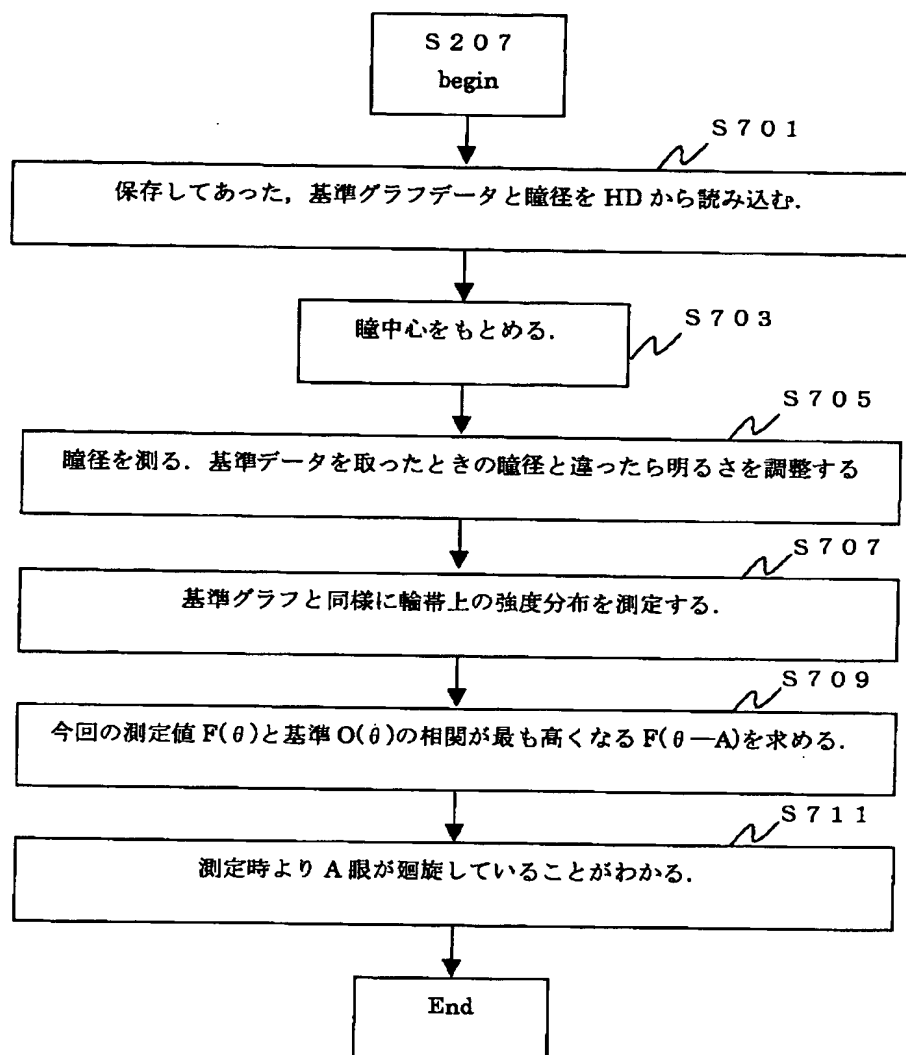 S207
begin
S701
保存してあった，基準グラフデータと瞳径を HD から読み込む．
瞳中心をもとめる．
S703
S705
瞳径を測る．基準データを取ったときの瞳径と違ったら明るさを調整する
S707
基準グラフと同様に輪帯上の強度分布を測定する．
S709
今回の測定値 F(θ)と基準 O(θ)の相関が最も高くなる F(θ—A)を求める．
S711
測定時より A 眼が廻旋していることがわかる．
End